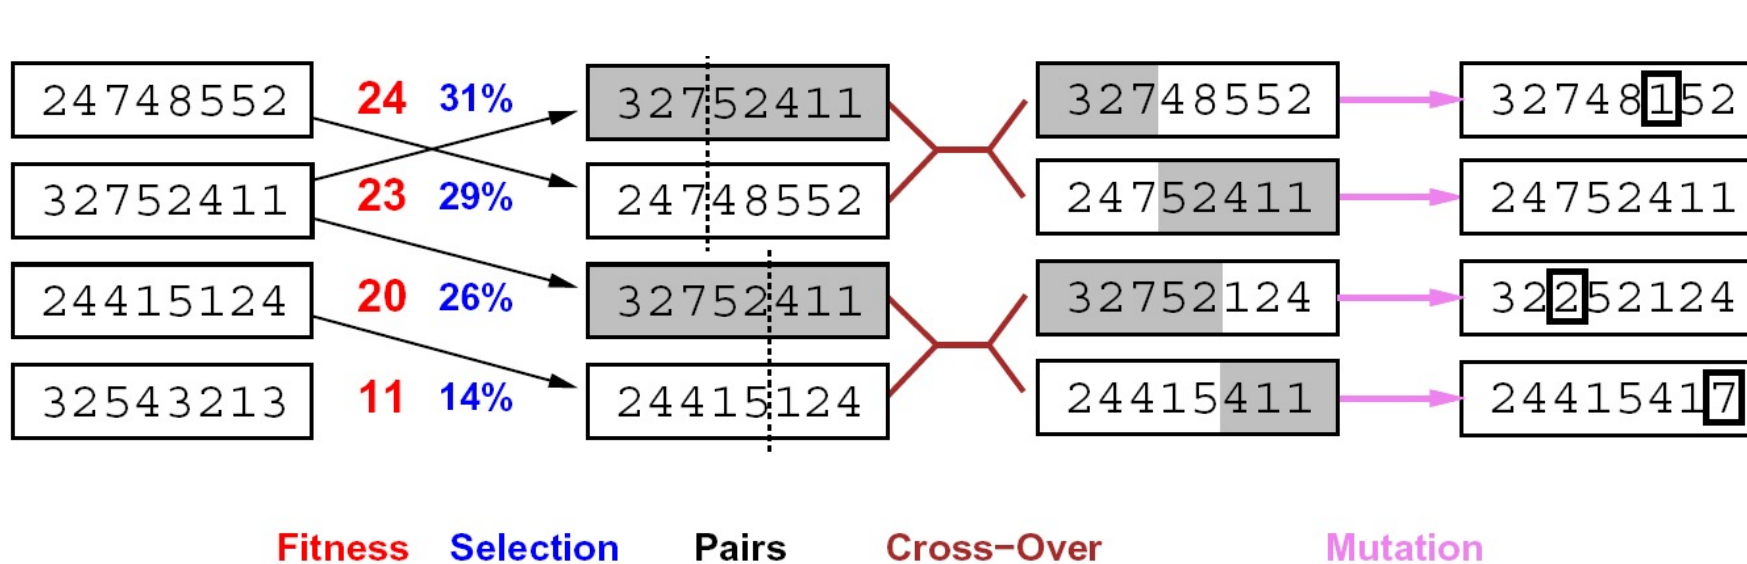 24748552 24 31% 32752411 32748552 32748152
32752411 23 29% 24748552 24752411 24752411
24415124 20 26% 32752411 32752124 32252124
32543213 11 14% 24415124 24415411 24415417
Fitness Selection Pairs Cross−Over Mutation